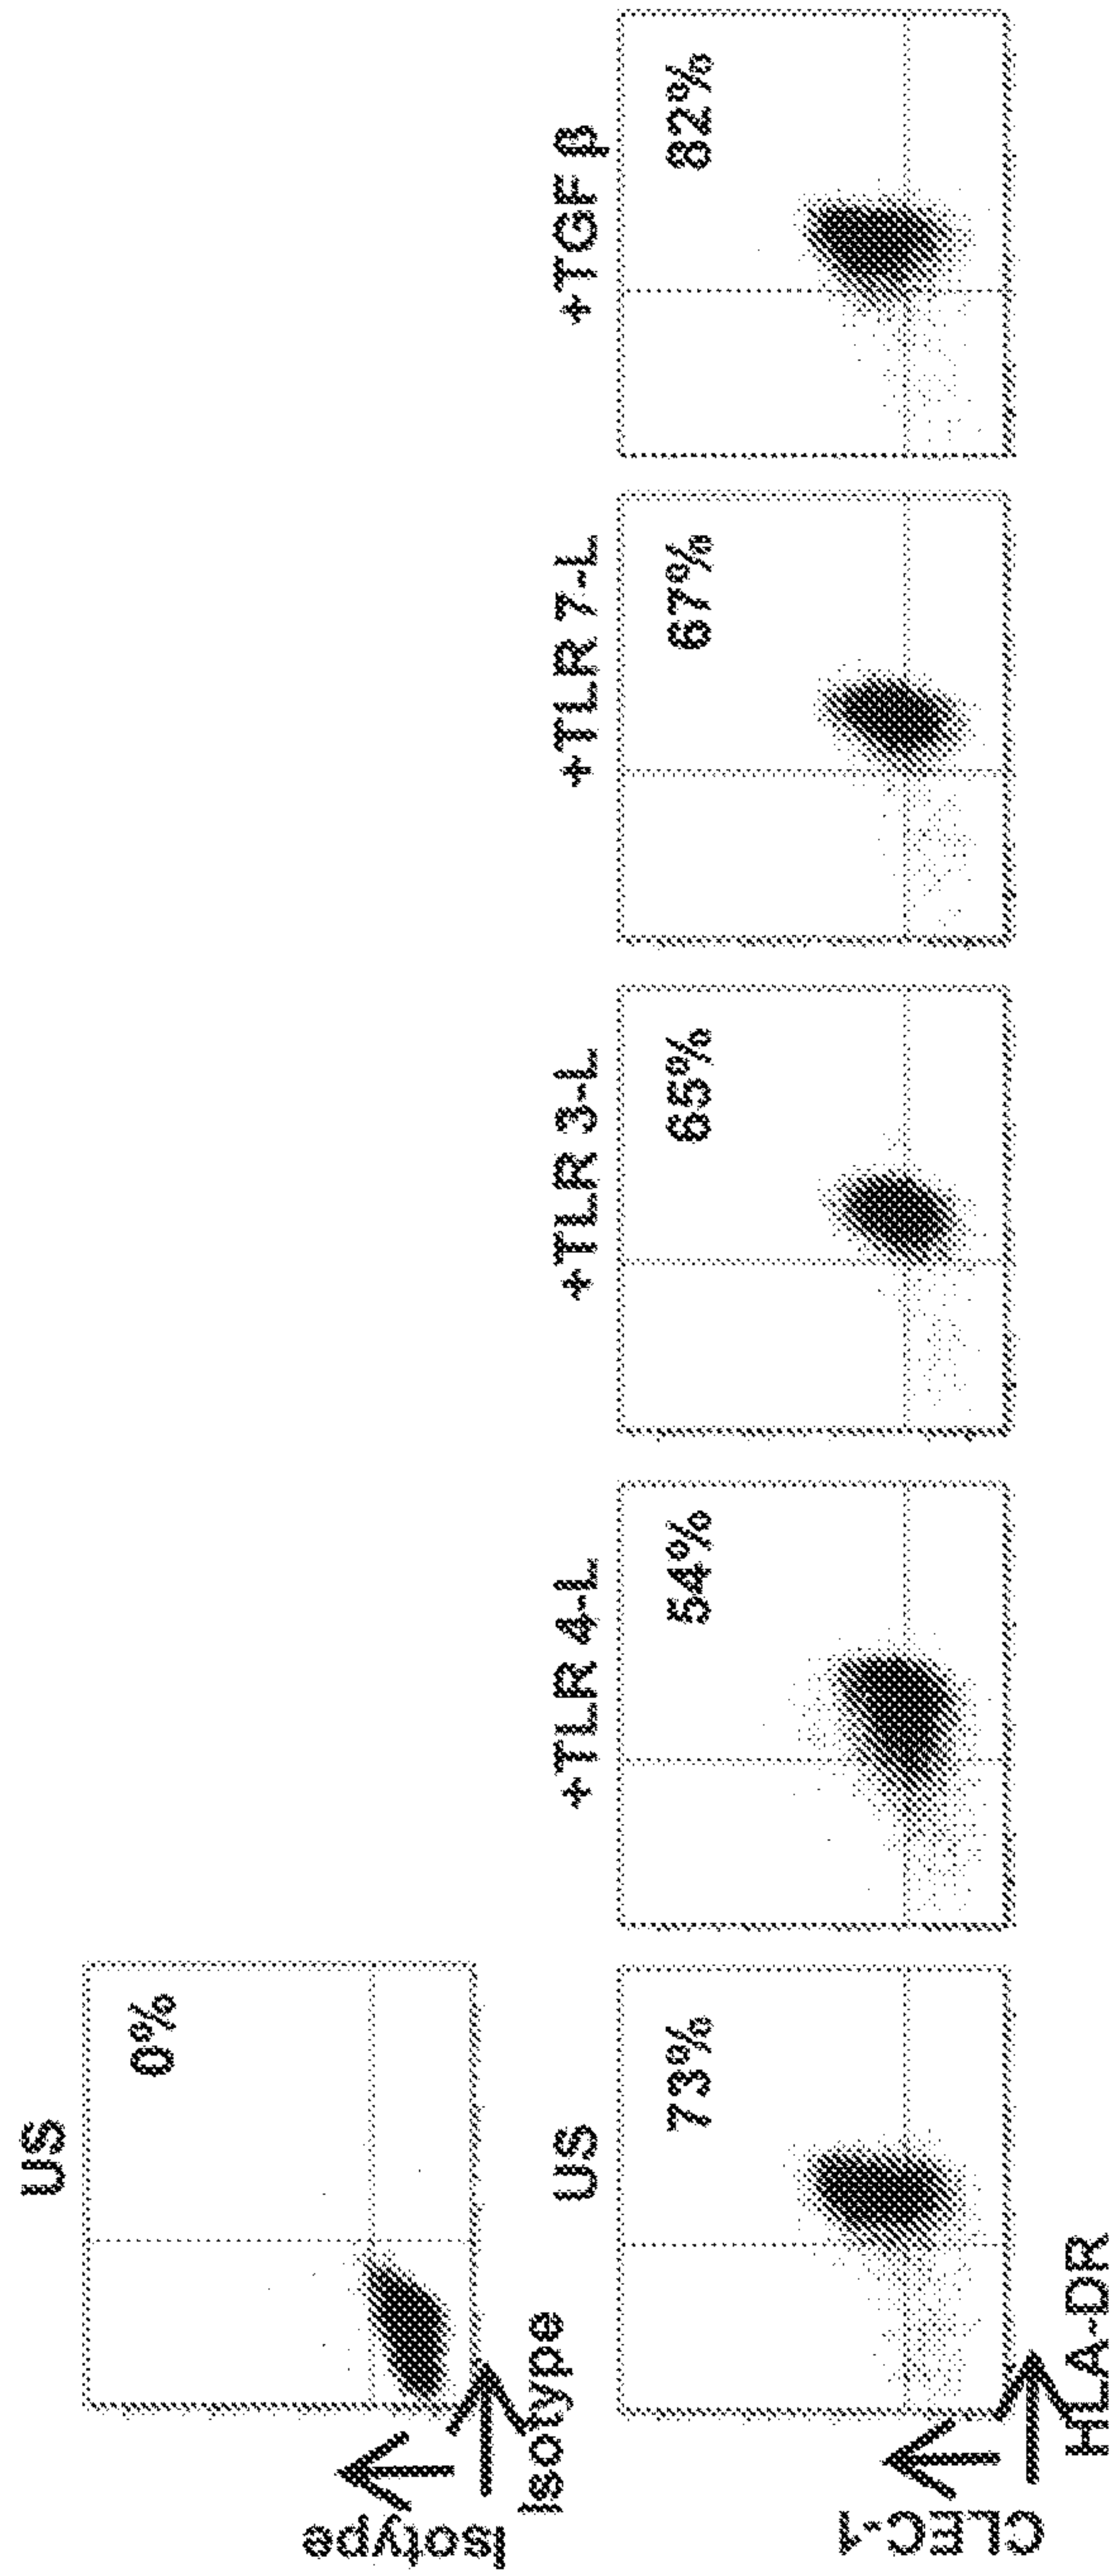 US
0%
Isotype
Isotype
US
+TLR 4-L
+TLR 3-L
+TLR 7-L
+TGF β
73%
54%
65%
67%
82%
CLEC-1
HLA-DR